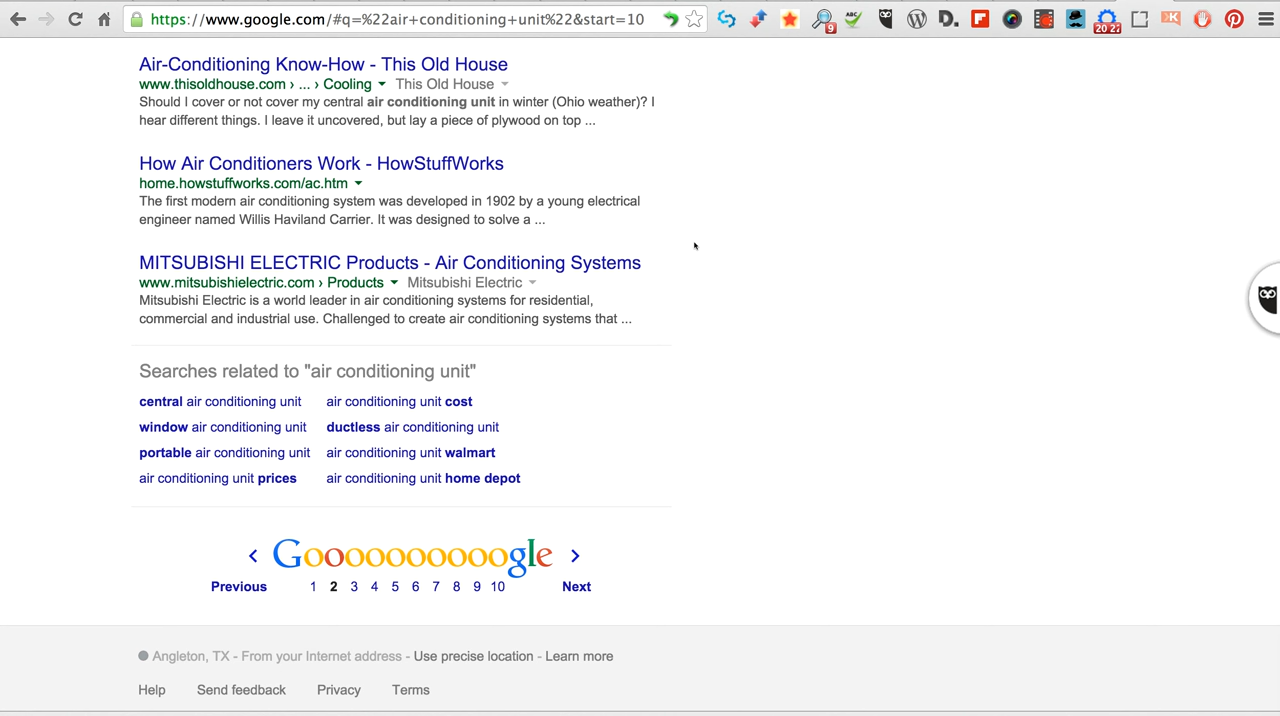 https://www.google.com/#q=%22air+conditioning+unit%22&start=10
9
ABC
D.
20 27
K
Air-Conditioning Know-How - This Old House
www.thisoldhouse.com › ... › Cooling This Old House
Should I cover or not cover my central air conditioning unit in winter (Ohio weather)? I
hear different things. I leave it uncovered, but lay a piece of plywood on top ...
How Air Conditioners Work - HowStuffWorks
home.howstuffworks.com/ac.htm
The first modern air conditioning system was developed in 1902 by a young electrical
engineer named Willis Haviland Carrier. It was designed to solve a ...
MITSUBISHI ELECTRIC Products - Air Conditioning Systems
www.mitsubishielectric.com › Products Mitsubishi Electric
Mitsubishi Electric is a world leader in air conditioning systems for residential,
commercial and industrial use. Challenged to create air conditioning systems that ...
Searches related to "air conditioning unit"
central air conditioning unit air conditioning unit cost
window air conditioning unit ductless air conditioning unit
portable air conditioning unit air conditioning unit walmart
air conditioning unit prices air conditioning unit home depot
< Goooooooooogle >
Previous 1 2 3 4 5 6 7 8 9 10 Next
Angleton, TX - From your Internet address - Use precise location - Learn more
Help Send feedback Privacy Terms